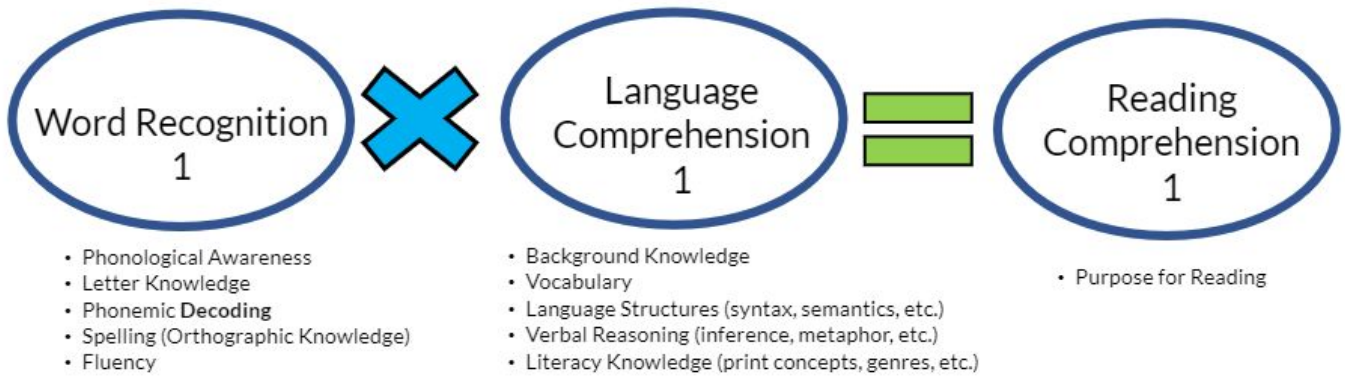 Word Recognition
1
Language
Comprehension
1
Reading
Comprehension
1
• Phonological Awareness
• Letter Knowledge
• Phonemic Decoding
• Spelling (Orthographic Knowledge)
• Fluency
• Background Knowledge
• Vocabulary
• Language Structures (syntax, semantics, etc.)
• Verbal Reasoning (inference, metaphor, etc.)
• Literacy Knowledge (print concepts, genres, etc.)
• Purpose for Reading